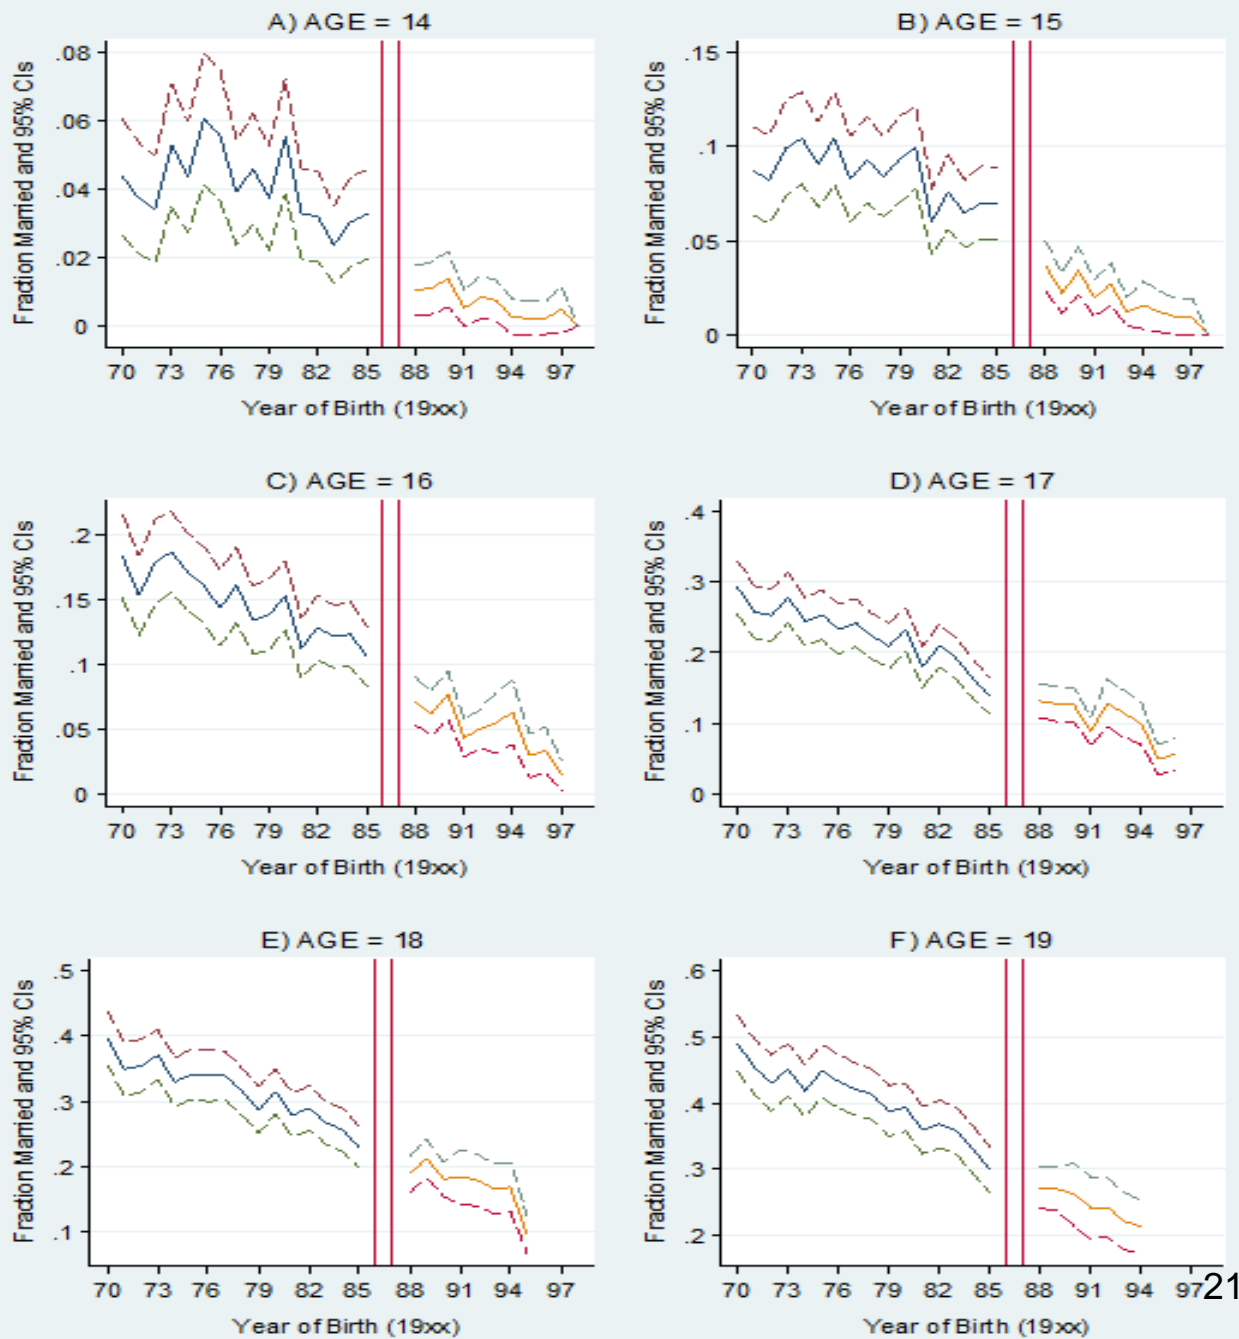 A) AGE = 14
Fraction Married and 95% CIs
.08
.06
.04
.02
0
70 73 76 79 82 85 88 91 94 97
Year of Birth (19xx)
B) AGE = 15
Fraction Married and 95% CIs
.15
.1
.05
0
70 73 76 79 82 85 88 91 94 97
Year of Birth (19xx)
C) AGE = 16
Fraction Married and 95% CIs
.2
.15
.1
.05
0
70 73 76 79 82 85 88 91 94 97
Year of Birth (19xx)
D) AGE = 17
Fraction Married and 95% CIs
.4
.3
.2
.1
0
70 73 76 79 82 85 88 91 94 97
Year of Birth (19xx)
E) AGE = 18
Fraction Married and 95% CIs
.5
.4
.3
.2
.1
70 73 76 79 82 85 88 91 94 97
Year of Birth (19xx)
F) AGE = 19
Fraction Married and 95% CIs
.6
.5
.4
.3
.2
70 73 76 79 82 85 88 91 94 97
Year of Birth (19xx)
21